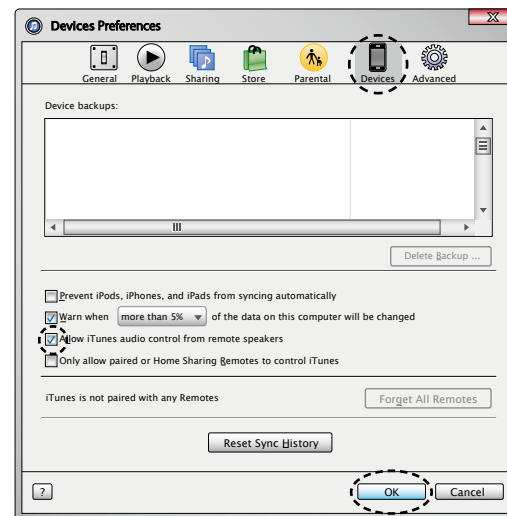 Devices Preferences
General Playback Sharing Store Parental Devices Advanced
Device backups:
Delete Backup ...
Prevent iPods, iPhones, and iPads from syncing automatically
Warn when more than 5% of the data on this computer will be changed
Allow iTunes audio control from remote speakers
Only allow paired or Home Sharing Remotes to control iTunes
iTunes is not paired with any Remotes Forget All Remotes
Reset Sync History
? OK Cancel